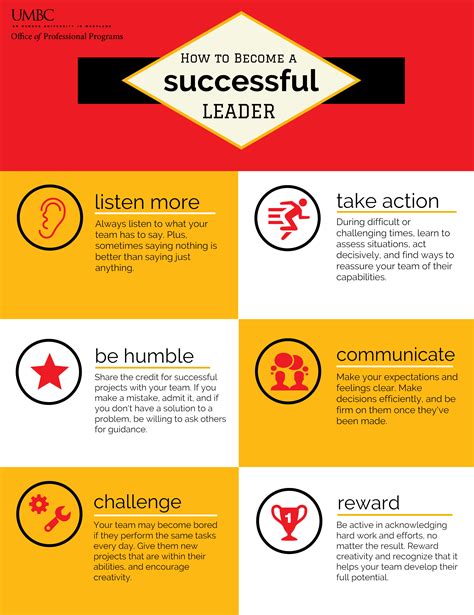 UMBC
AN HONORS UNIVERSITY IN MARYLAND
Office of Professional Programs
How to Become a
successful
LEADER
listen more
Always listen to what your
team has to say. Plus,
sometimes saying nothing is
better than saying just
anything.
take action
During difficult or
challenging times, learn to
assess situations, act
decisively, and find ways to
reassure your team of their
capabilities.
be humble
Share the credit for successful
projects with your team. If you
make a mistake, admit it, and if
you don't have a solution to a
problem, be willing to ask others
for guidance.
communicate
Make your expectations and
feelings clear. Make
decisions efficiently, and be
firm on them once they've
been made.
challenge
Your team may become bored
if they perform the same tasks
every day. Give them new
projects that are within their
abilities, and encourage
creativity.
1
reward
Be active in acknowledging
hard work and efforts, no
matter the result. Reward
creativity and recognize that it
helps your team develop their
full potential.